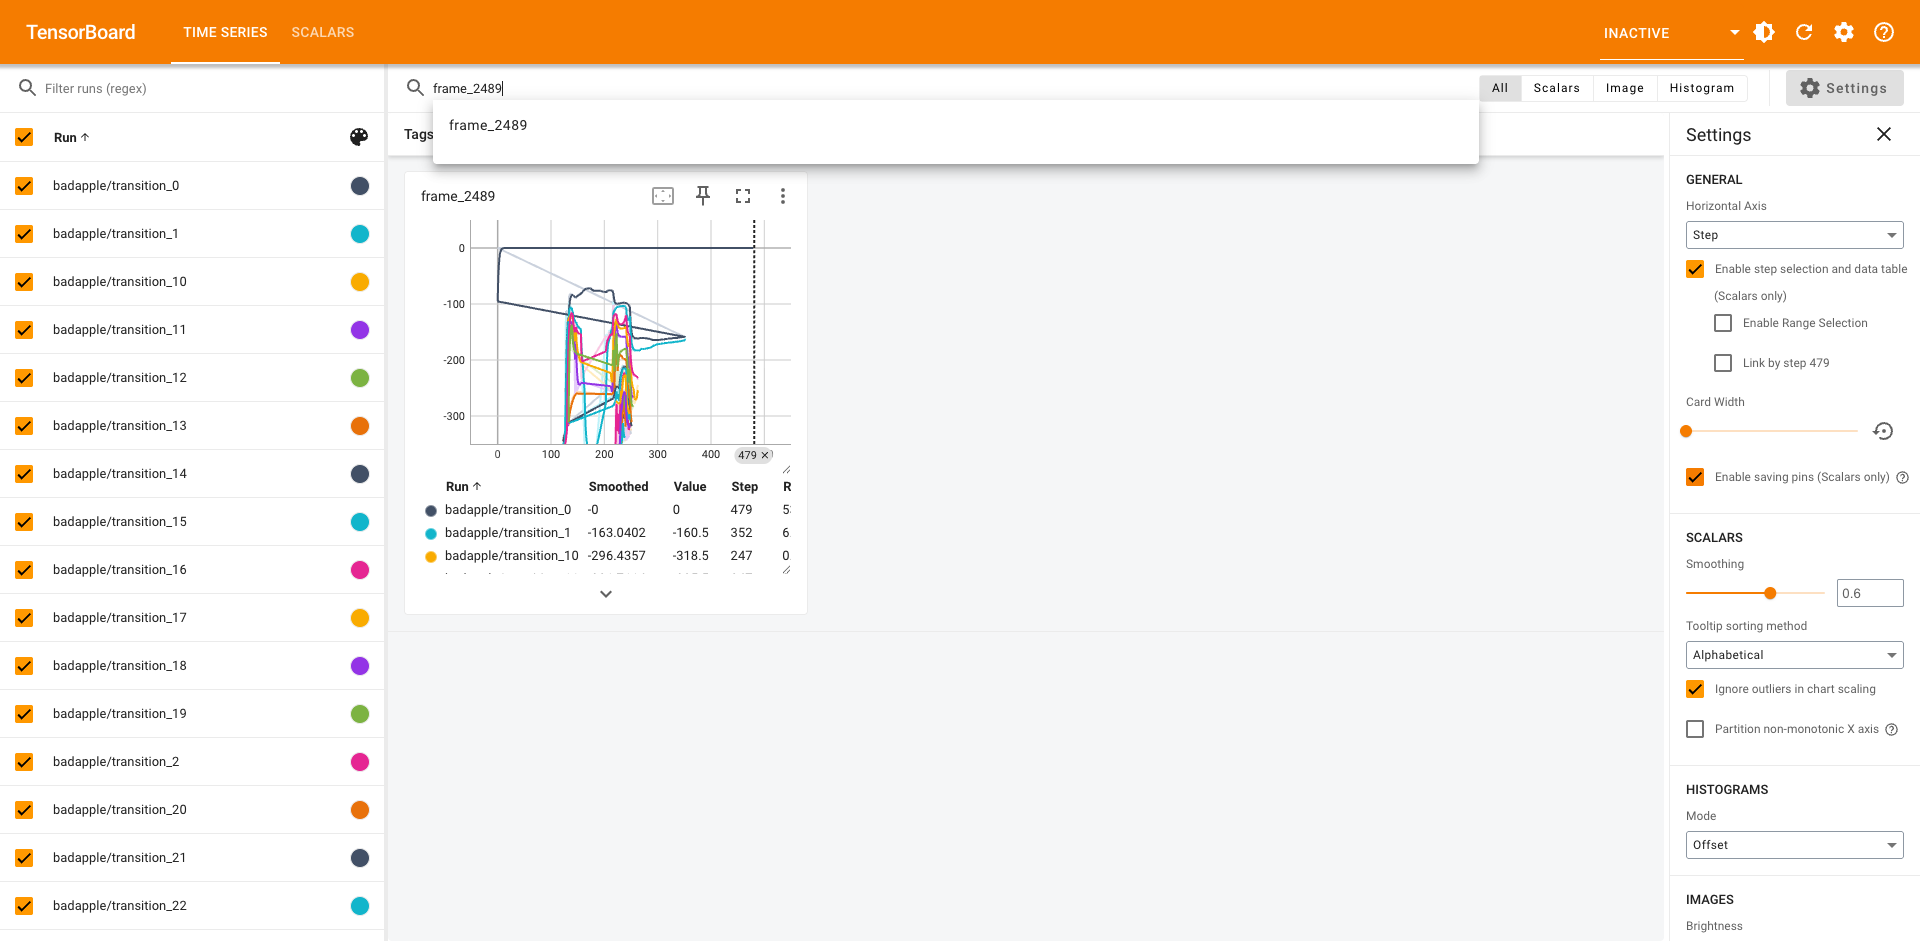 TensorBoard
TIME SERIES
SCALARS
INACTIVE
Filter runs (regex)
frame_2489
All
Scalars
Image
Histogram
Settings
frame_2489
Run
Tags
Settings
badapple/transition_0
badapple/transition_1
badapple/transition_10
badapple/transition_11
badapple/transition_12
badapple/transition_13
badapple/transition_14
badapple/transition_15
badapple/transition_16
badapple/transition_17
badapple/transition_18
badapple/transition_19
badapple/transition_2
badapple/transition_20
badapple/transition_21
badapple/transition_22
frame_2489
0
-100
-200
-300
0 100 200 300 400 479
Run Smoothed Value Step R
badapple/transition_0 -0 0 479
badapple/transition_1 -163.0402 -160.5 352 6
badapple/transition_10 -296.4357 -318.5 247 0
GENERAL
Horizontal Axis
Step
Enable step selection and data table
(Scalars only)
Enable Range Selection
Link by step 479
Card Width
Enable saving pins (Scalars only)
SCALARS
Smoothing
0.6
Tooltip sorting method
Alphabetical
Ignore outliers in chart scaling
Partition non-monotonic X axis
HISTOGRAMS
Mode
Offset
IMAGES
Brightness